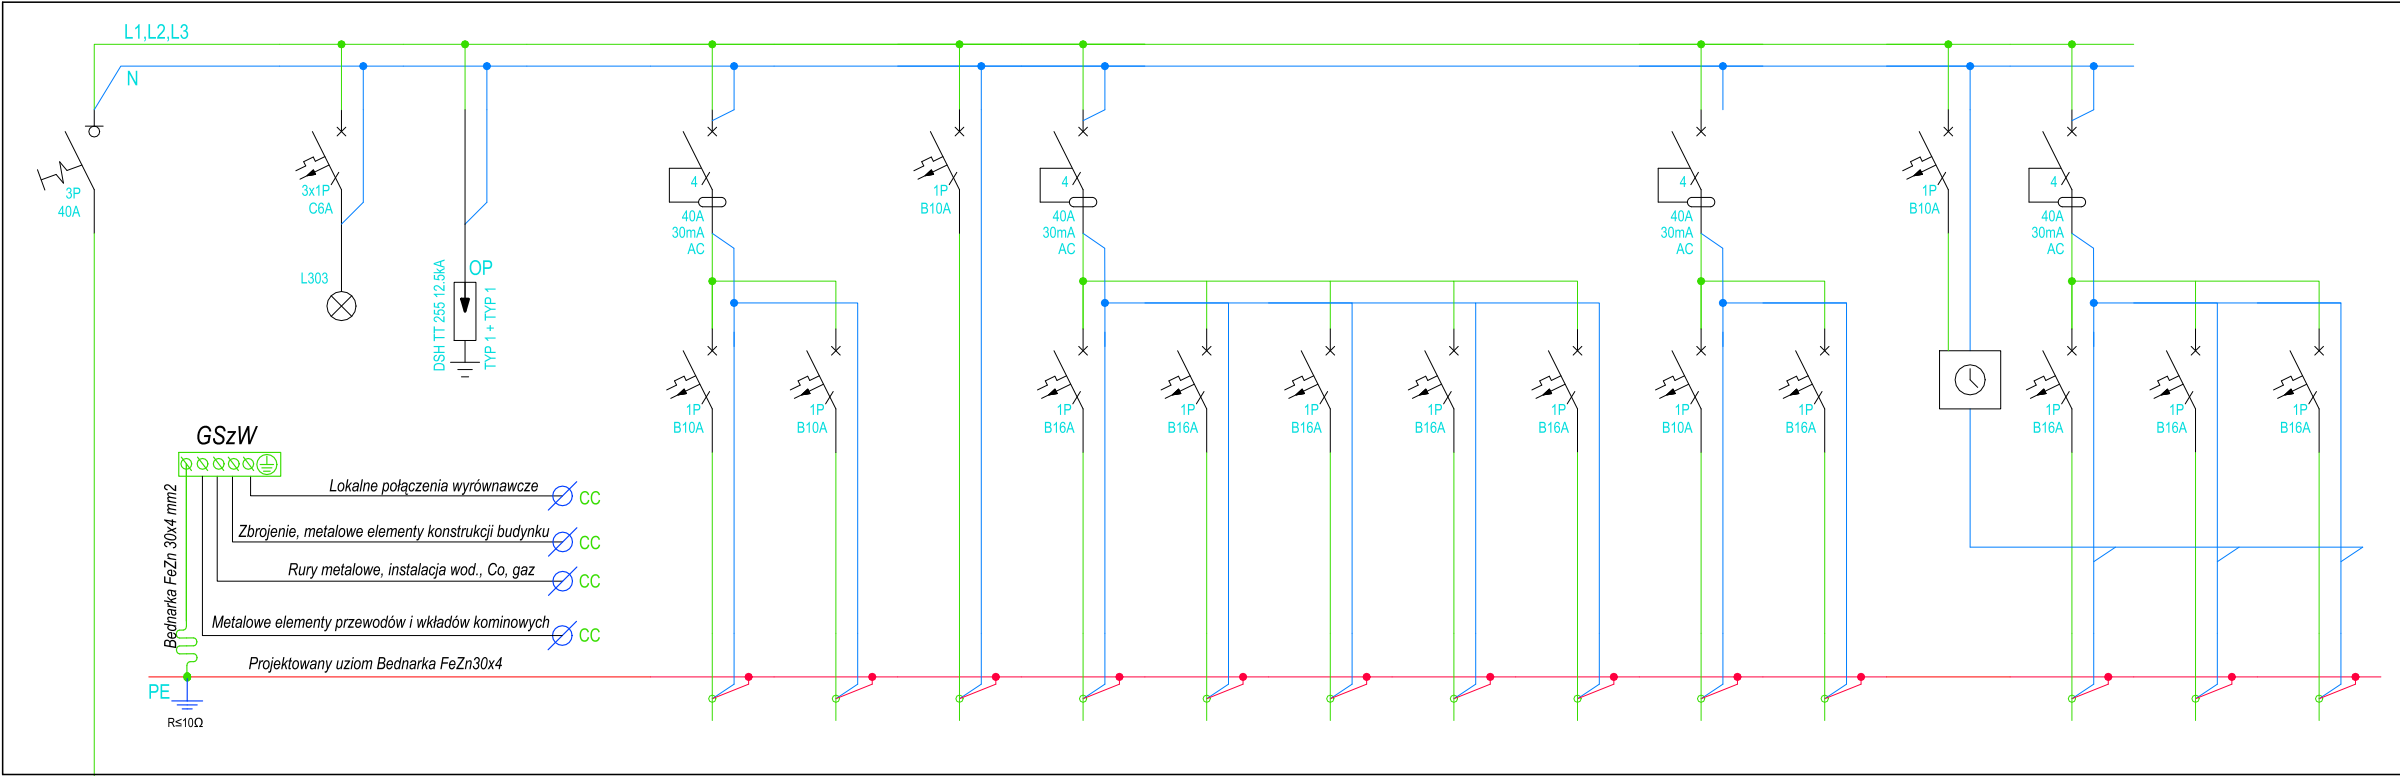 L1,L2,L3
N
3P
40A
3x1P
C6A
L303
OP
DSH TT 255 12.5kA
TYP 1 + TYP 1
4
40A
30mA
AC
1P
B10A
4
40A
30mA
AC
4
40A
30mA
AC
1P
B10A
4
40A
30mA
AC
1P
B10A
1P
B10A
1P
B16A
1P
B16A
1P
B16A
1P
B16A
1P
B16A
1P
B10A
1P
B16A
1P
B16A
1P
B16A
1P
B16A
GSzW
Bednarka FeZn 30x4 mm2
Lokalne połączenia wyrównawcze
CC
Zbrojenie, metalowe elementy konstrukcji budynku
CC
Rury metalowe, instalacja wod., Co, gaz
CC
Metalowe elementy przewodów i wkładów kominowych
CC
Projektowany uziom Bednarka FeZn30x4
PE
R≤10Ω